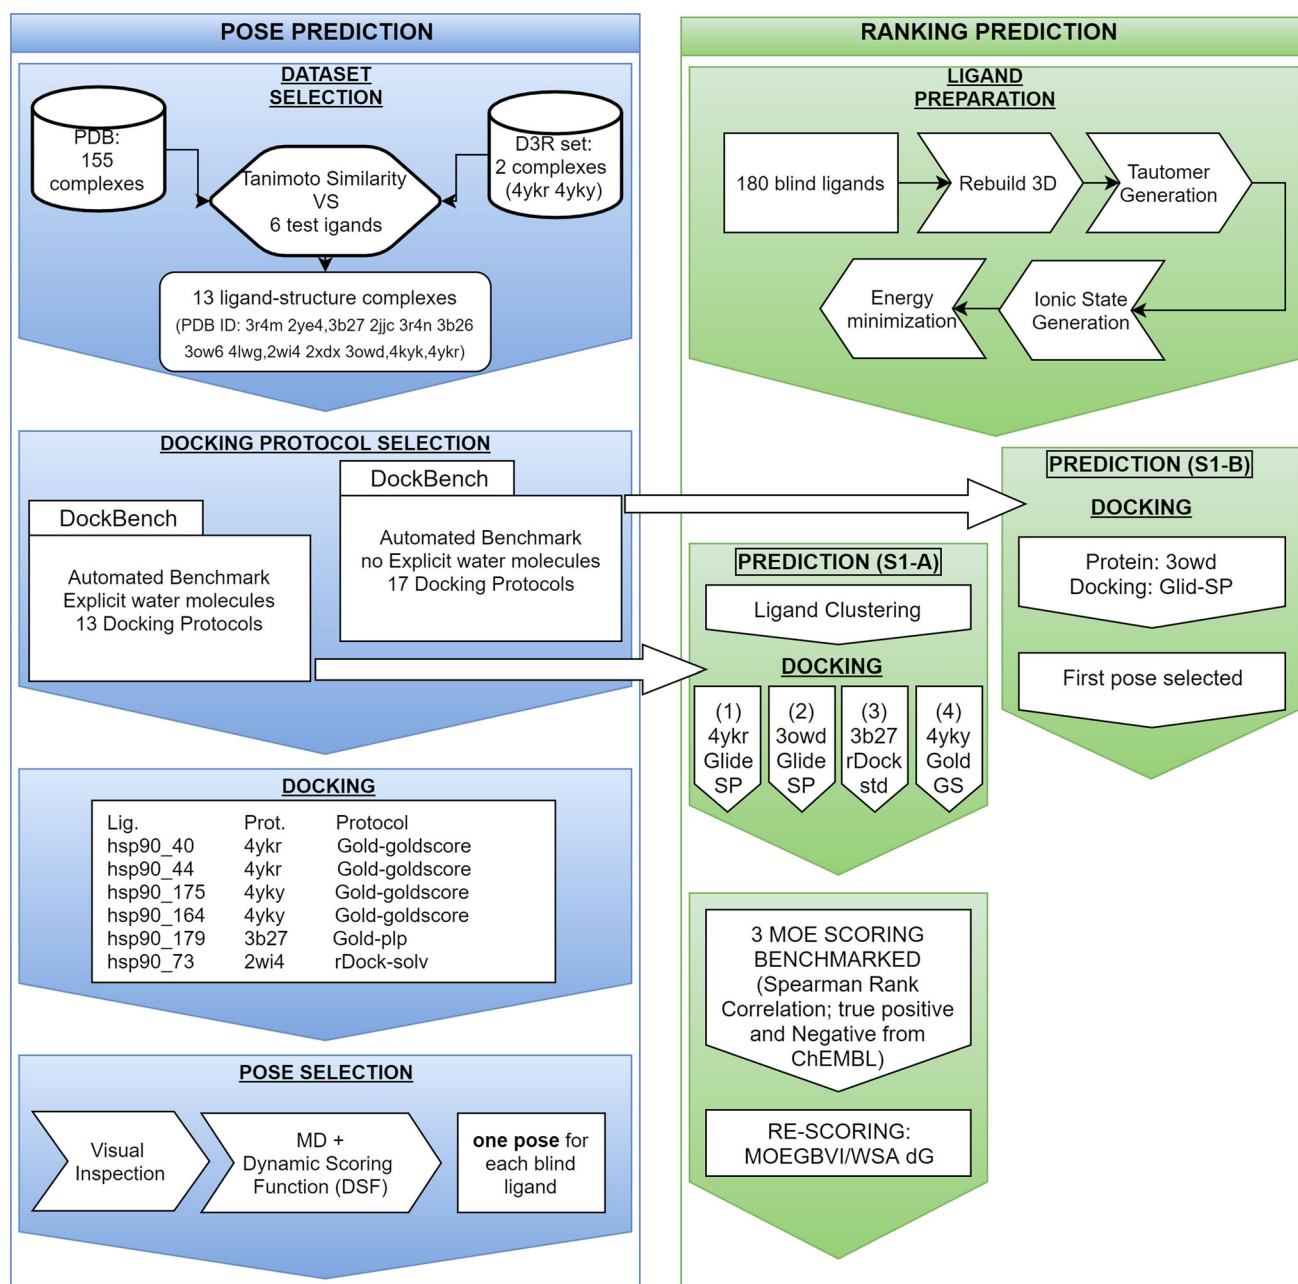 POSE PREDICTION
DATASET
SELECTION
PDB:
155
complexes
Tanimoto Similarity
VS
6 test igands
D3R set:
2 complexes
(4ykr 4yky)
13 ligand-structure complexes
(PDB ID: 3r4m 2ye4,3b27 2jjc 3r4n 3b26
3ow6 4lwg,2wi4 2xdx 3owd,4kyk,4ykr)
DOCKING PROTOCOL SELECTION
DockBench
Automated Benchmark
Explicit water molecules
13 Docking Protocols
DockBench
Automated Benchmark
no Explicit water molecules
17 Docking Protocols
DOCKING
Lig. Prot. Protocol
hsp90_40 4ykr Gold-goldscore
hsp90_44 4ykr Gold-goldscore
hsp90_175 4yky Gold-goldscore
hsp90_164 4yky Gold-goldscore
hsp90_179 3b27 Gold-plp
hsp90_73 2wi4 rDock-solv
POSE SELECTION
Visual
Inspection
MD +
Dynamic Scoring
Function (DSF)
one pose for
each blind
ligand
RANKING PREDICTION
LIGAND
PREPARATION
180 blind ligands
Rebuild 3D
Tautomer
Generation
Ionic State
Generation
Energy
minimization
PREDICTION (S1-A)
Ligand Clustering
DOCKING
(1)
4ykr
Glide
SP
(2)
3owd
Glide
SP
(3)
3b27
rDock
std
(4)
4yky
Gold
GS
PREDICTION (S1-B)
DOCKING
Protein: 3owd
Docking: Glid-SP
First pose selected
3 MOE SCORING
BENCHMARKED
(Spearman Rank
Correlation; true positive
and Negative from
ChEMBL)
RE-SCORING:
MOEGBVI/WSA dG